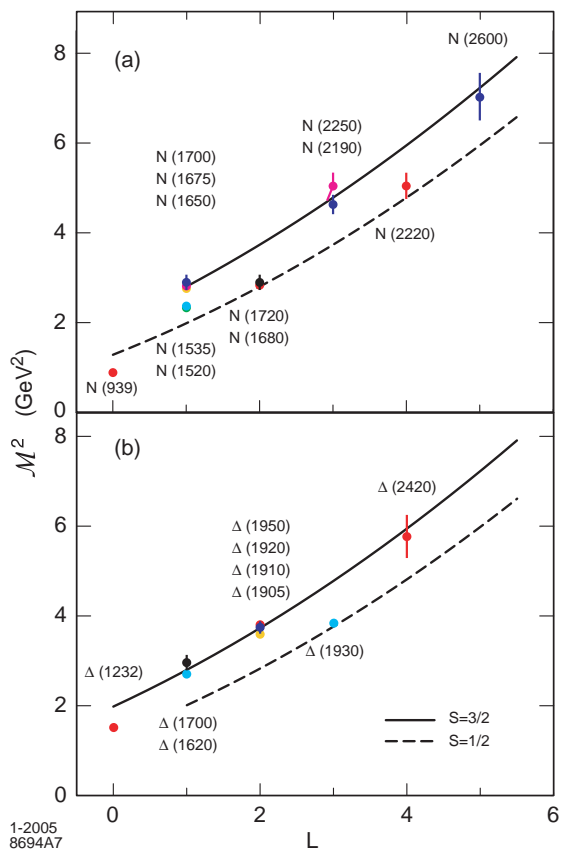 8
N (2600)
(a)
N (2250)
N (2190)
N (1700)
N (1675)
N (1650)
6
4
N (2220)
N (1720)
N (1680)
2
N (1535)
N (1520)
N (939)
0
ℳ² (GeV²)
8
(b)
Δ (2420)
Δ (1950)
Δ (1920)
Δ (1910)
Δ (1905)
6
4
Δ (1930)
Δ (1232)
2
Δ (1700)
Δ (1620)
S=3/2
S=1/2
0
0 2 4 6
L
1-2005
8694A7